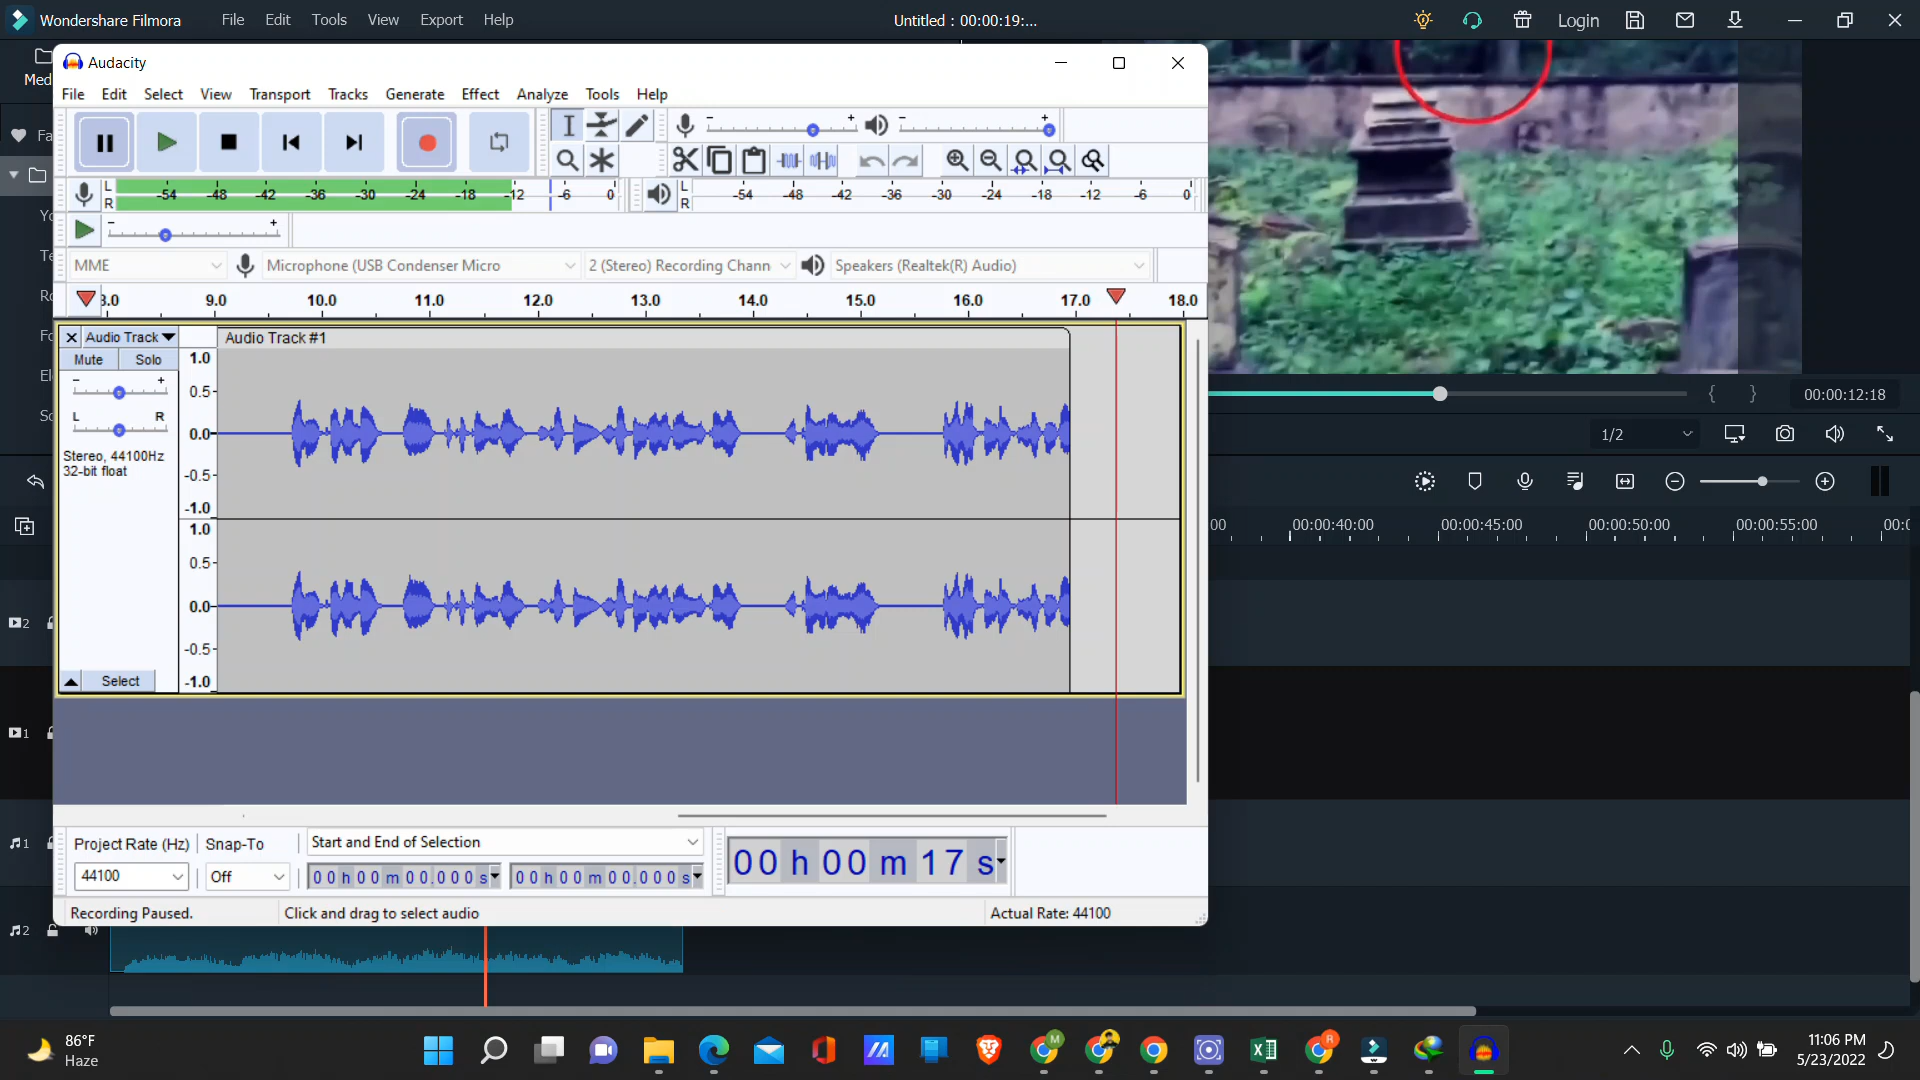 Wondershare Filmora File Edit Tools View Export Help Untitled : 00:00:19:... Login
Audacity
File Edit Select View Transport Tracks Generate Effect Analyze Tools Help
L R -54 -48 -42 -36 -30 -24 -18 -12 -6 0 L R -54 -48 -42 -36 -30 -24 -18 -12 -6 0
MME Microphone (USB Condenser Micro 2 (Stereo) Recording Chann Speakers (Realtek(R) Audio)
9.0 10.0 11.0 12.0 13.0 14.0 15.0 16.0 17.0 18.0
Audio Track Audio Track #1
Mute Solo
L R
Stereo, 44100Hz
32-bit float
1.0
0.5
0.0
-0.5
-1.0
1.0
0.5
0.0
-0.5
-1.0
Select
00:00:12:18
1/2
00:00:40:00 00:00:45:00 00:00:50:00 00:00:55:00
2
1
1
2
Project Rate (Hz) Snap-To Start and End of Selection
44100 Off 00 h 00 m 00.000 s 00 h 00 m 00.000 s 00 h 00 m 17 s
Recording Paused. Click and drag to select audio Actual Rate: 44100
86°F
Haze
11:06 PM
5/23/2022